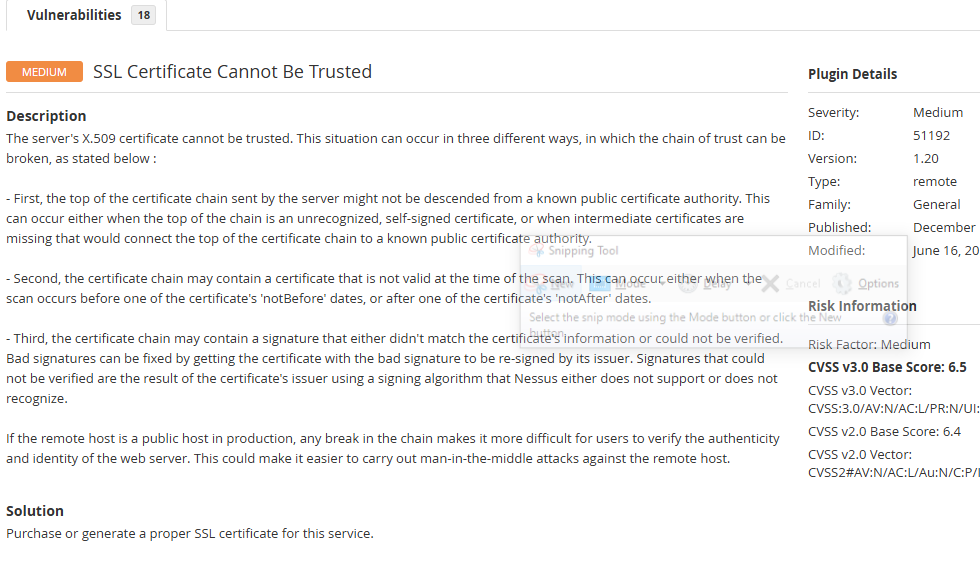 Vulnerabilities 18
MEDIUM SSL Certificate Cannot Be Trusted
Description
The server's X.509 certificate cannot be trusted. This situation can occur in three different ways, in which the chain of trust can be
broken, as stated below :
- First, the top of the certificate chain sent by the server might not be descended from a known public certificate authority. This
can occur either when the top of the chain is an unrecognized, self-signed certificate, or when intermediate certificates are
missing that would connect the top of the certificate chain to a known public certificate authority.
- Second, the certificate chain may contain a certificate that is not valid at the time of the scan. This can occur either when the
scan occurs before one of the certificate's 'notBefore' dates, or after one of the certificate's 'notAfter' dates.
- Third, the certificate chain may contain a signature that either didn't match the certificate's information or could not be verified.
Bad signatures can be fixed by getting the certificate with the bad signature to be re-signed by its issuer. Signatures that could
not be verified are the result of the certificate's issuer using a signing algorithm that Nessus either does not support or does not
recognize.
If the remote host is a public host in production, any break in the chain makes it more difficult for users to verify the authenticity
and identity of the web server. This could make it easier to carry out man-in-the-middle attacks against the remote host.
Solution
Purchase or generate a proper SSL certificate for this service.
Plugin Details
Severity: Medium
ID: 51192
Version: 1.20
Type: remote
Family: General
Published: December
Modified: June 16, 20
Risk Information
Risk Factor: Medium
CVSS v3.0 Base Score: 6.5
CVSS v3.0 Vector:
CVSS:3.0/AV:N/AC:L/PR:N/UI:
CVSS v2.0 Base Score: 6.4
CVSS v2.0 Vector:
CVSS2#AV:N/AC:L/Au:N/C:P/
Snipping Tool
New Mode Delay Cancel Options
Select the snip mode using the Mode button or click the New
button.